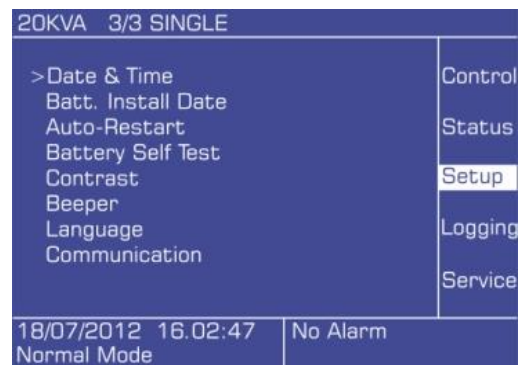 20KVA 3/3 SINGLE
>Date & Time
Batt. Install Date
Auto-Restart
Battery Self Test
Contrast
Beeper
Language
Communication
Control
Status
Setup
Logging
Service
18/07/2012 16.02:47
Normal Mode
No Alarm